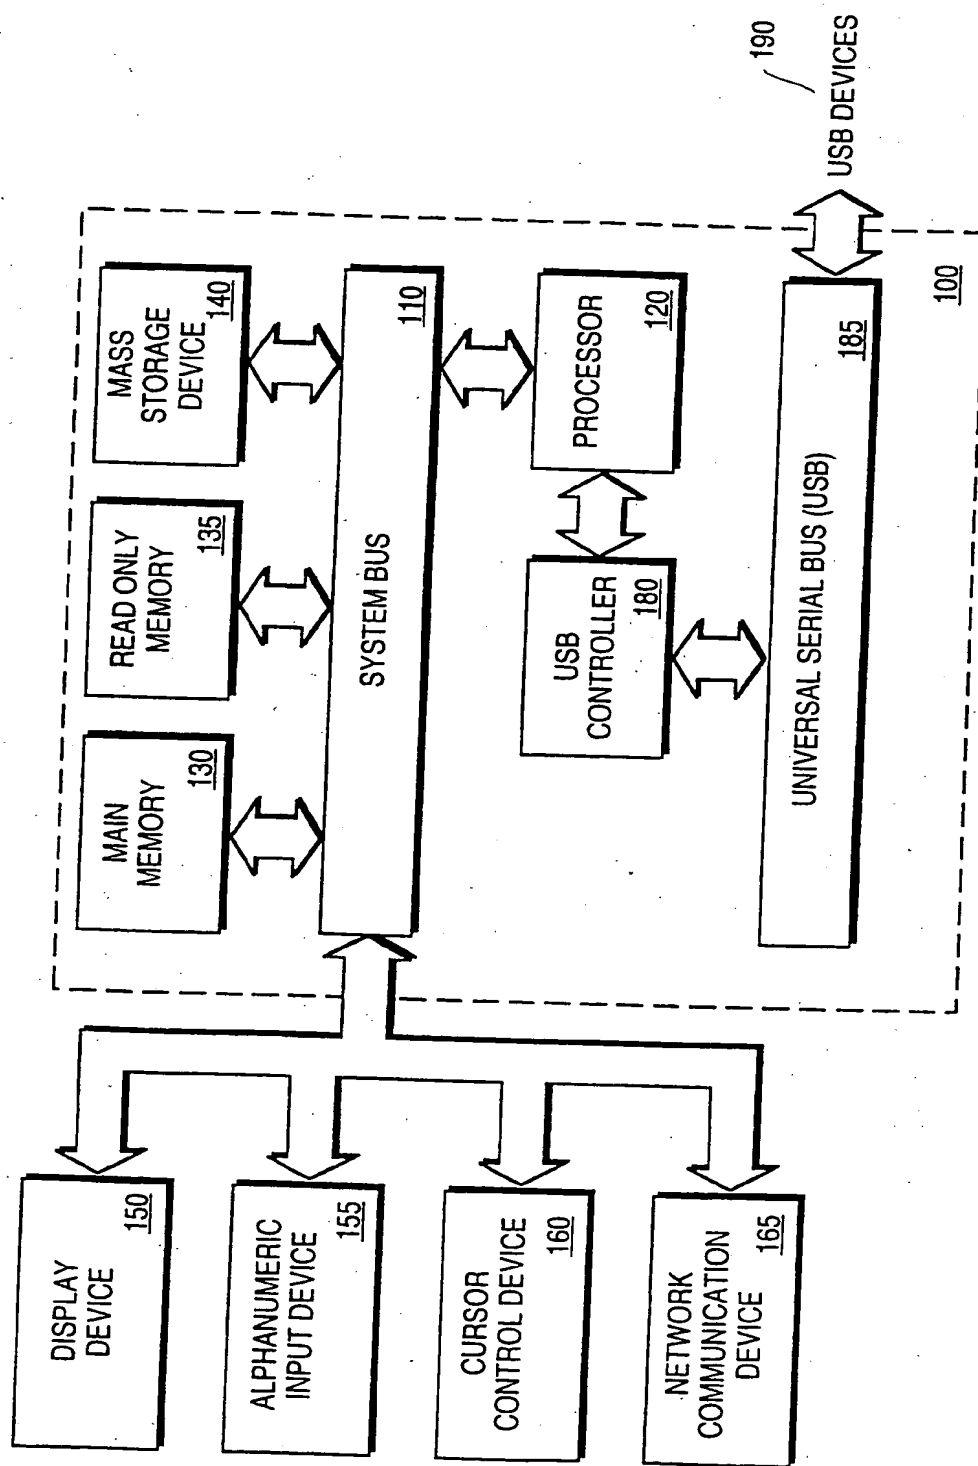 DISPLAY
DEVICE
150
ALPHANUMERIC
INPUT DEVICE
155
CURSOR
CONTROL DEVICE
160
NETWORK
COMMUNICATION
DEVICE
165
MAIN
MEMORY
130
READ ONLY
MEMORY
135
MASS
STORAGE
DEVICE
140
SYSTEM BUS
110
PROCESSOR
120
USB
CONTROLLER
180
UNIVERSAL SERIAL BUS (USB)
185
100
190
USB DEVICES